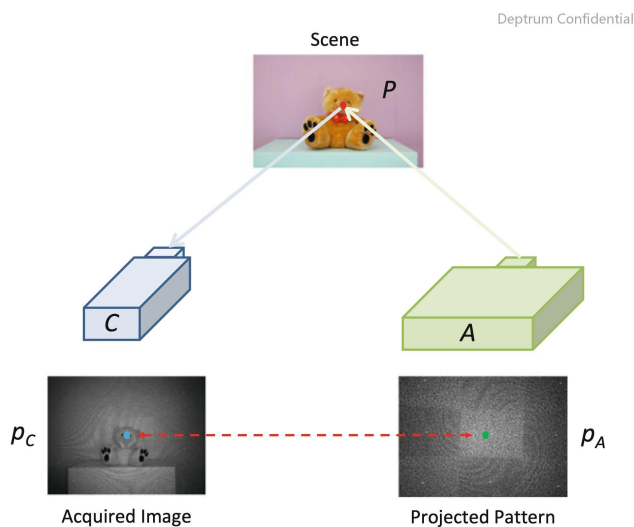 Deptrum Confidential
Scene
P
C
A
p_C
p_A
Acquired Image
Projected Pattern